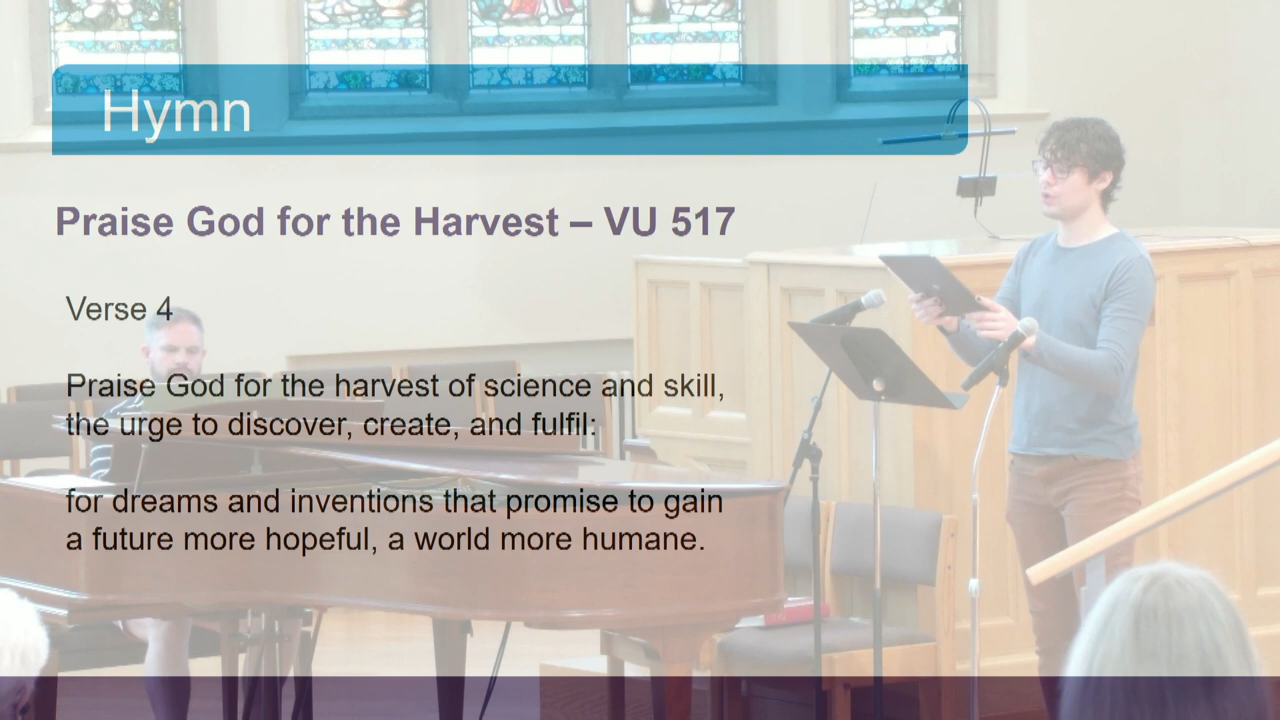 Hymn
Praise God for the Harvest – VU 517
Verse 4
Praise God for the harvest of science and skill,
the urge to discover, create, and fulfil:
for dreams and inventions that promise to gain
a future more hopeful, a world more humane.